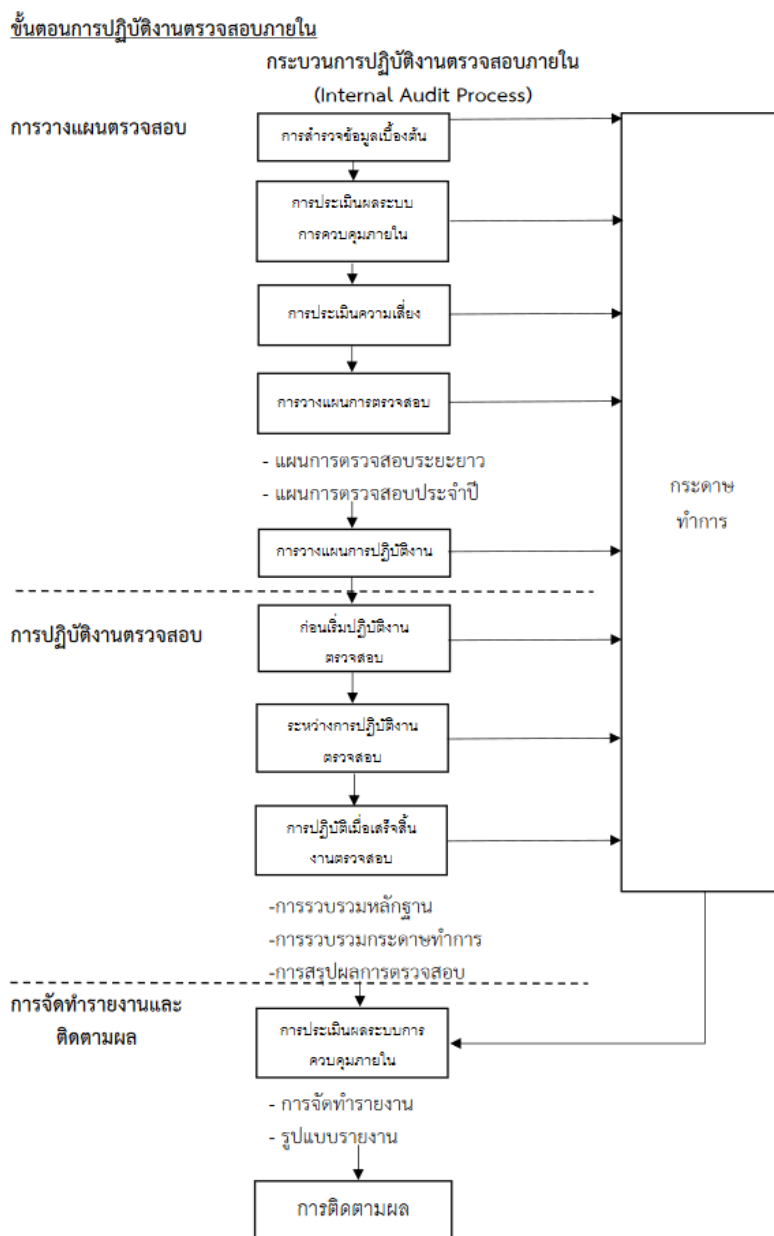 ขั้นตอนการปฏิบัติงานตรวจสอบภายใน
กระบวนการปฏิบัติงานตรวจสอบภายใน
(Internal Audit Process)
การวางแผนตรวจสอบ
การสำรวจข้อมูลเบื้องต้น
การประเมินผลระบบ
การควบคุมภายใน
การประเมินความเสี่ยง
การวางแผนการตรวจสอบ
- แผนการตรวจสอบระยะยาว
- แผนการตรวจสอบประจำปี
กระดาษ
ทำการ
การวางแผนการปฏิบัติงาน
การปฏิบัติงานตรวจสอบ
ก่อนเริ่มปฏิบัติงาน
ตรวจสอบ
ระหว่างการปฏิบัติงาน
ตรวจสอบ
การปฏิบัติเมื่อเสร็จสิ้น
งานตรวจสอบ
-การรวบรวมหลักฐาน
-การรวบรวมกระดาษทำการ
-การสรุปผลการตรวจสอบ
การจัดทำรายงานและ
ติดตามผล
การประเมินผลระบบการ
ควบคุมภายใน
- การจัดทำรายงาน
- รูปแบบรายงาน
การติดตามผล